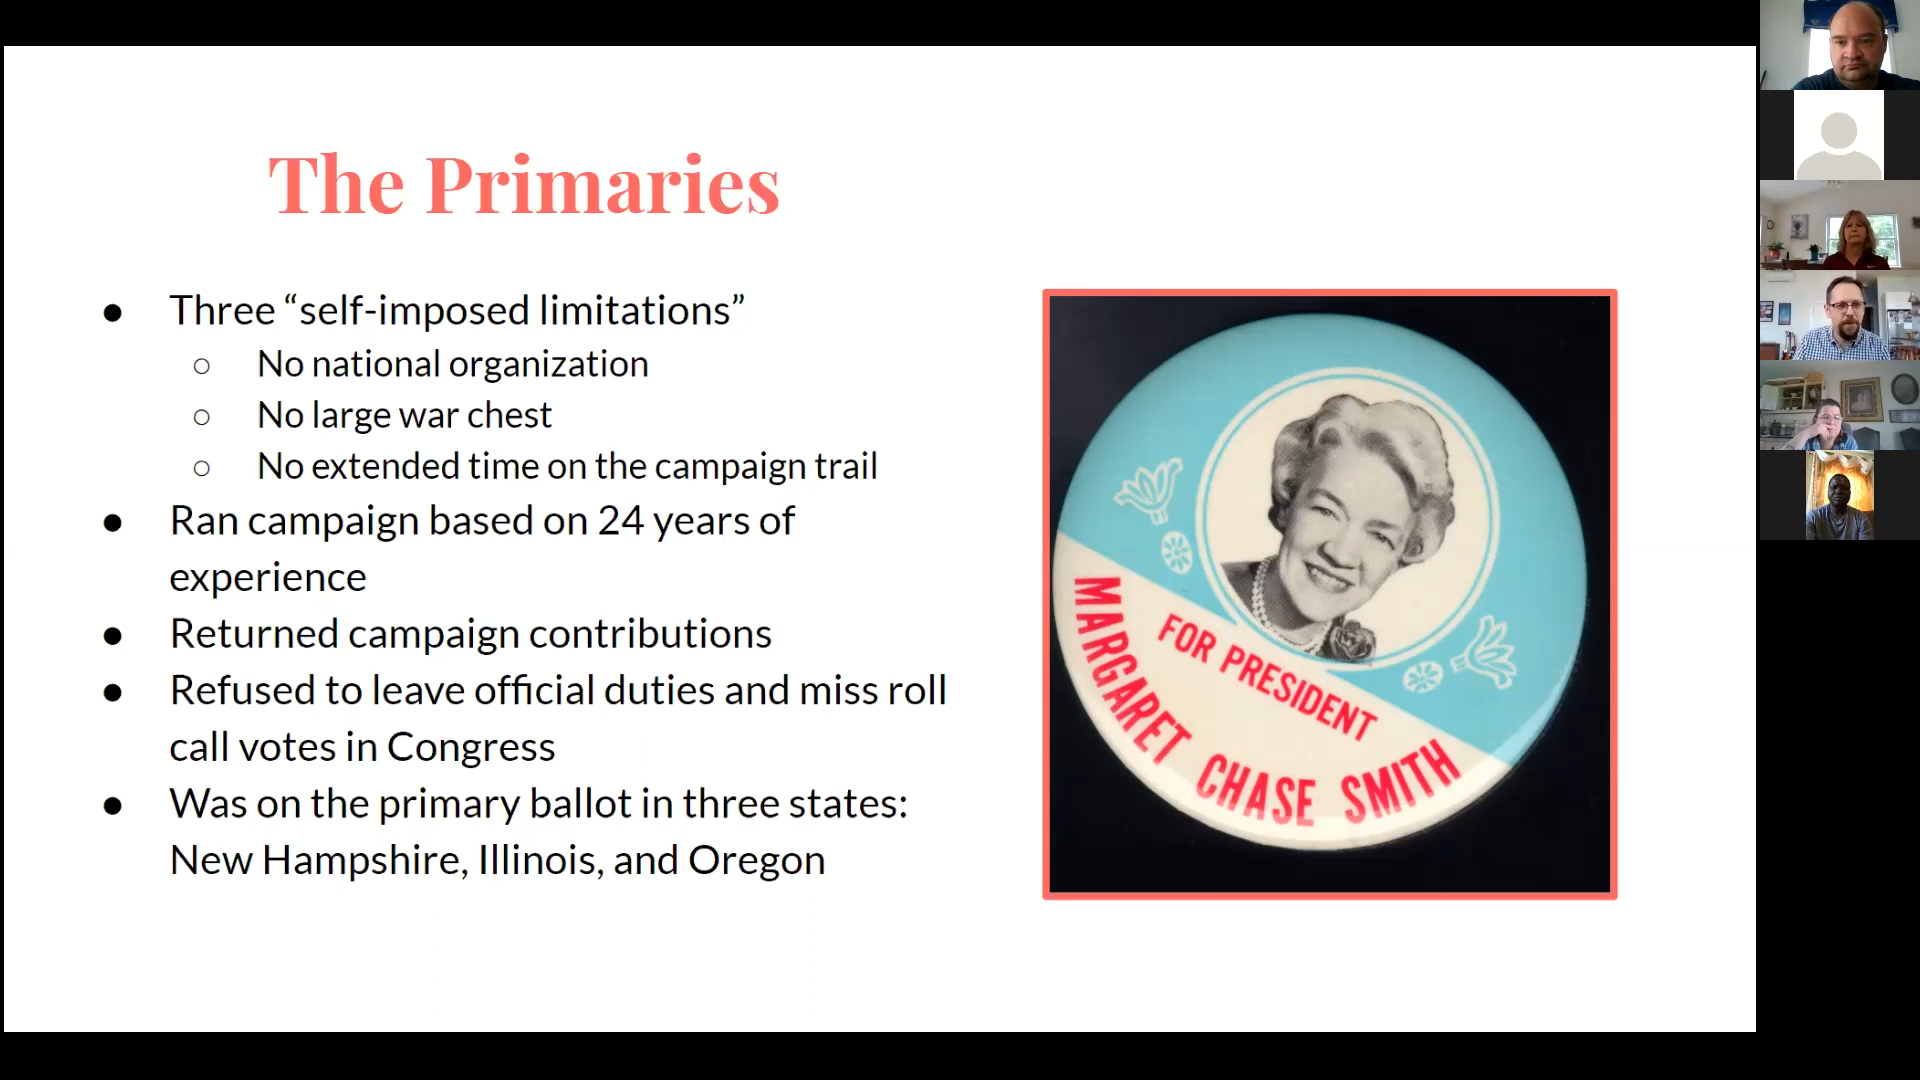 The Primaries
● Three “self-imposed limitations”
○ No national organization
○ No large war chest
○ No extended time on the campaign trail
● Ran campaign based on 24 years of
experience
● Returned campaign contributions
● Refused to leave official duties and miss roll
call votes in Congress
● Was on the primary ballot in three states:
New Hampshire, Illinois, and Oregon
FOR PRESIDENT
MARGARET CHASE SMITH